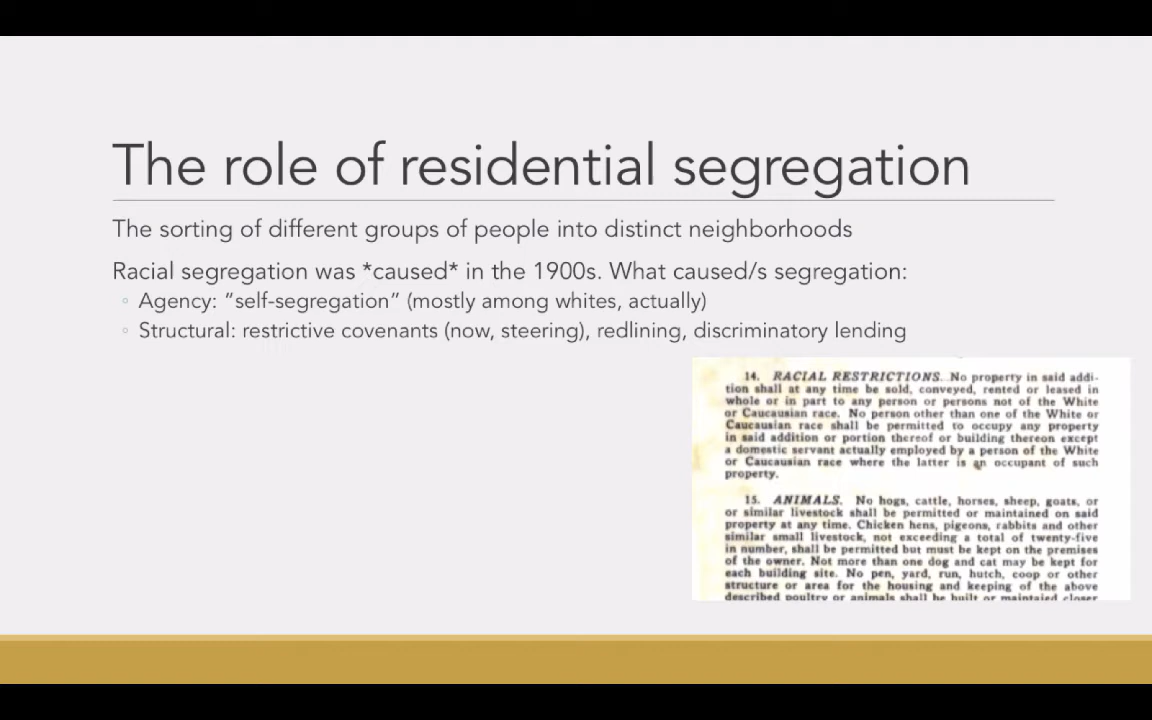 The role of residential segregation
The sorting of different groups of people into distinct neighborhoods
Racial segregation was *caused* in the 1900s. What caused/s segregation:
◦ Agency: “self-segregation” (mostly among whites, actually)
◦ Structural: restrictive covenants (now, steering), redlining, discriminatory lending
14. RACIAL RESTRICTIONS. No property in said addi-
tion shall at any time be sold, conveyed, rented or leased in
whole or in part to any person or persons not of the White
or Caucasian race. No person other than one of the White or
Caucasian race shall be permitted to occupy any property
in said addition or portion thereof or building thereon except
a domestic servant actually employed by a person of the White
or Caucasian race where the latter is an occupant of such
property.
15. ANIMALS. No hogs, cattle, horses, sheep, goats, or
or similar livestock shall be permitted or maintained on said
property at any time. Chicken hens, pigeons, rabbits and other
similar small livestock, not exceeding a total of twenty-five
in number, shall be permitted but must be kept on the premises
of the owner. Not more than one dog and cat may be kept for
each building site. No pen, yard, run, hutch, coop or other
structure or area for the housing and keeping of the above
described poultry or animals shall be built or maintaied closer